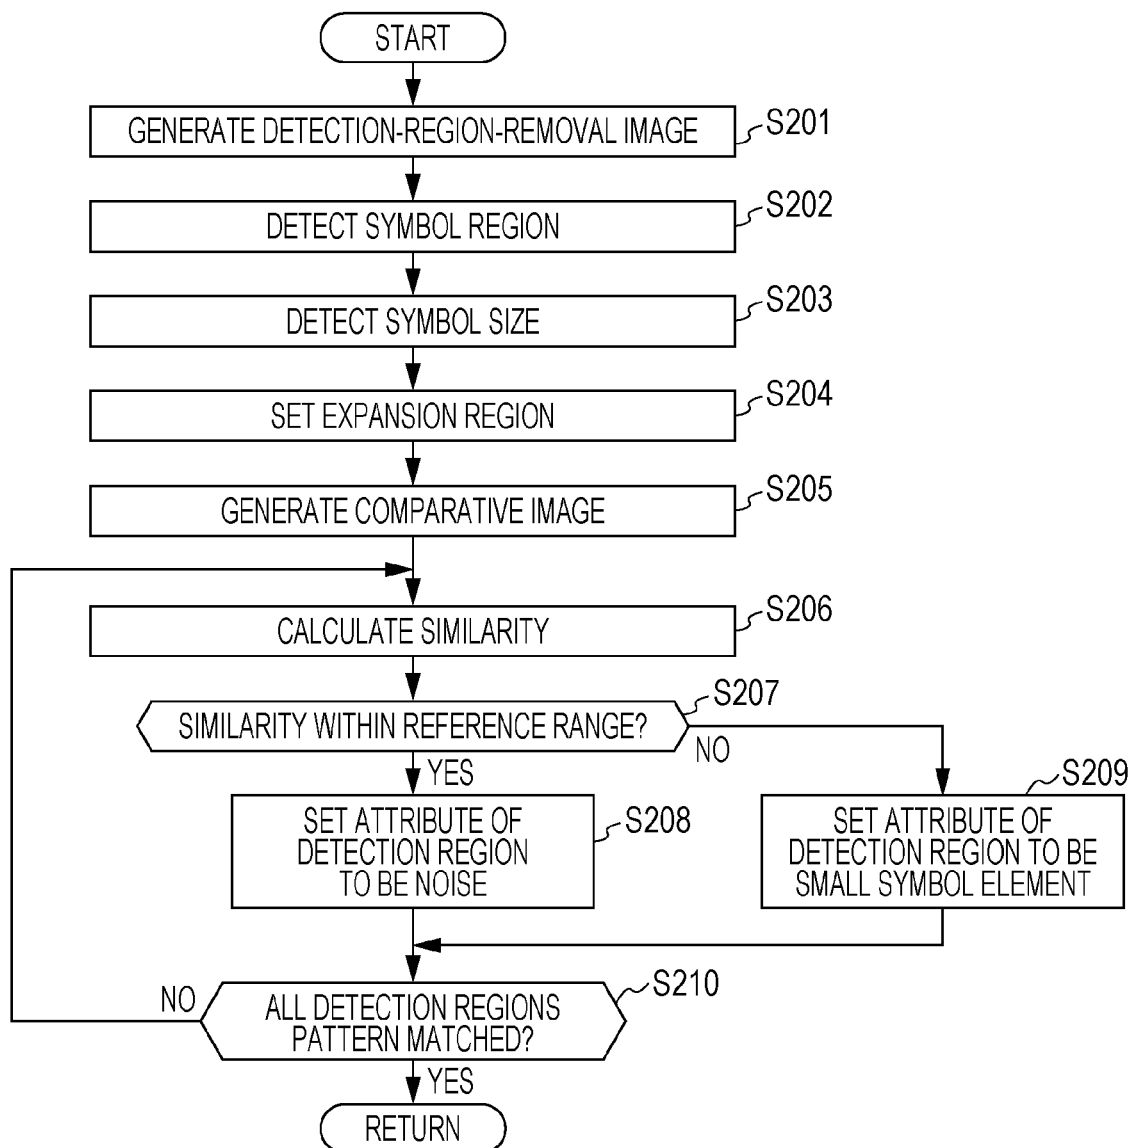 START
GENERATE DETECTION-REGION-REMOVAL IMAGE
S201
DETECT SYMBOL REGION
S202
DETECT SYMBOL SIZE
S203
SET EXPANSION REGION
S204
GENERATE COMPARATIVE IMAGE
S205
CALCULATE SIMILARITY
S206
SIMILARITY WITHIN REFERENCE RANGE?
S207
NO
YES
SET ATTRIBUTE OF
DETECTION REGION
TO BE NOISE
S208
SET ATTRIBUTE OF
DETECTION REGION TO BE
SMALL SYMBOL ELEMENT
S209
ALL DETECTION REGIONS
PATTERN MATCHED?
S210
NO
YES
RETURN